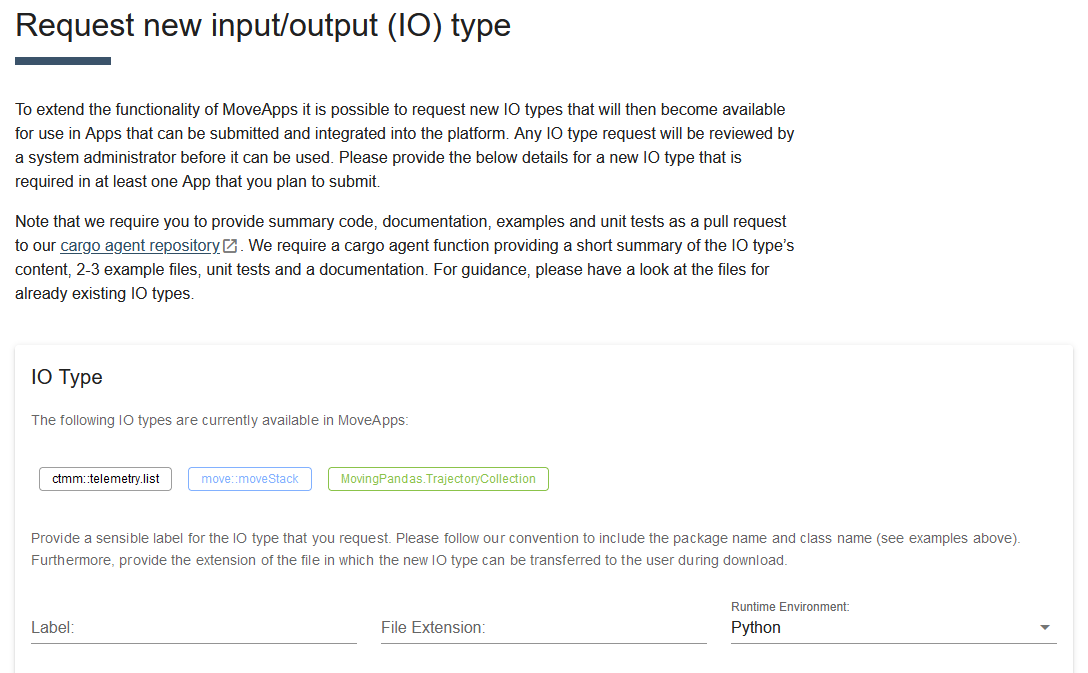 Request new input/output (IO) type
To extend the functionality of MoveApps it is possible to request new IO types that will then become available
for use in Apps that can be submitted and integrated into the platform. Any IO type request will be reviewed by
a system administrator before it can be used. Please provide the below details for a new IO type that is
required in at least one App that you plan to submit.
Note that we require you to provide summary code, documentation, examples and unit tests as a pull request
to our cargo agent repository. We require a cargo agent function providing a short summary of the IO type's
content, 2-3 example files, unit tests and a documentation. For guidance, please have a look at the files for
already existing IO types.
IO Type
The following IO types are currently available in MoveApps:
ctmm::telemetry.list move::moveStack MovingPandas.TrajectoryCollection
Provide a sensible label for the IO type that you request. Please follow our convention to include the package name and class name (see examples above).
Furthermore, provide the extension of the file in which the new IO type can be transferred to the user during download.
Runtime Environment:
Label: File Extension: Python